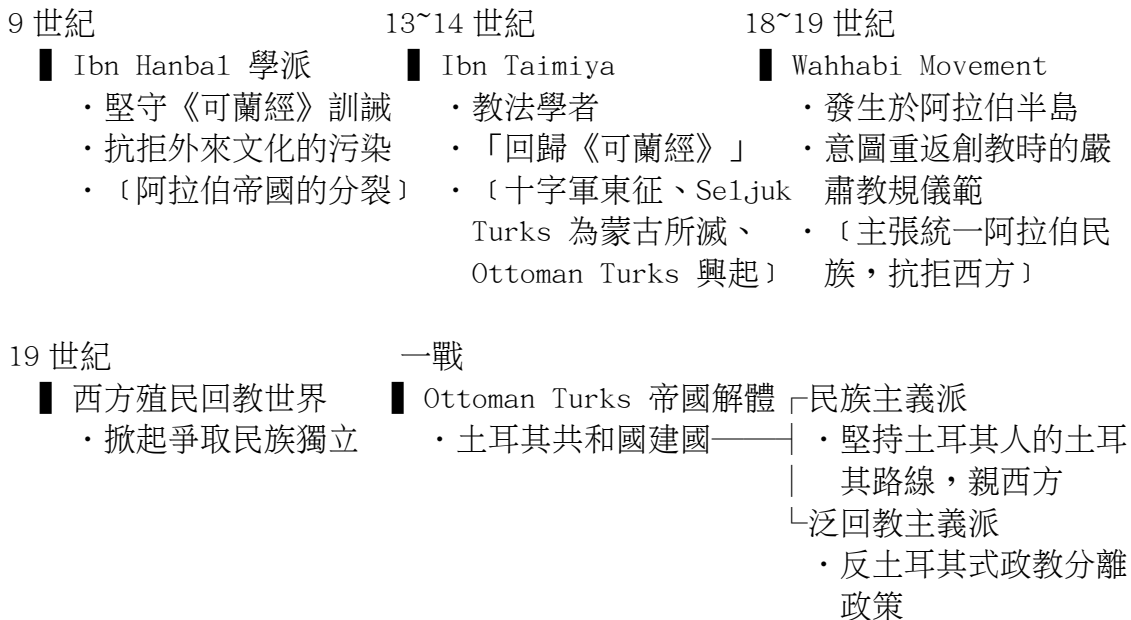 9 世紀 13~14 世紀 18~19 世紀
▌ Ibn Hanbal 學派 ▌ Ibn Taimiya ▌ Wahhabi Movement
・堅守《可蘭經》訓誡 ・教法學者 ・發生於阿拉伯半島
・抗拒外來文化的污染 ・「回歸《可蘭經》」 ・意圖重返創教時的嚴
・﹝阿拉伯帝國的分裂﹞ ・﹝十字軍東征、Seljuk 肅教規儀範
Turks 為蒙古所滅、 ・﹝主張統一阿拉伯民
Ottoman Turks 興起﹞ 族，抗拒西方﹞
19 世紀 一戰
▌ 西方殖民回教世界 ▌ Ottoman Turks 帝國解體 ┌民族主義派
・掀起爭取民族獨立 ・土耳其共和國建國──┤ ・堅持土耳其人的土耳
│ 其路線，親西方
└泛回教主義派
・反土耳其式政教分離
政策